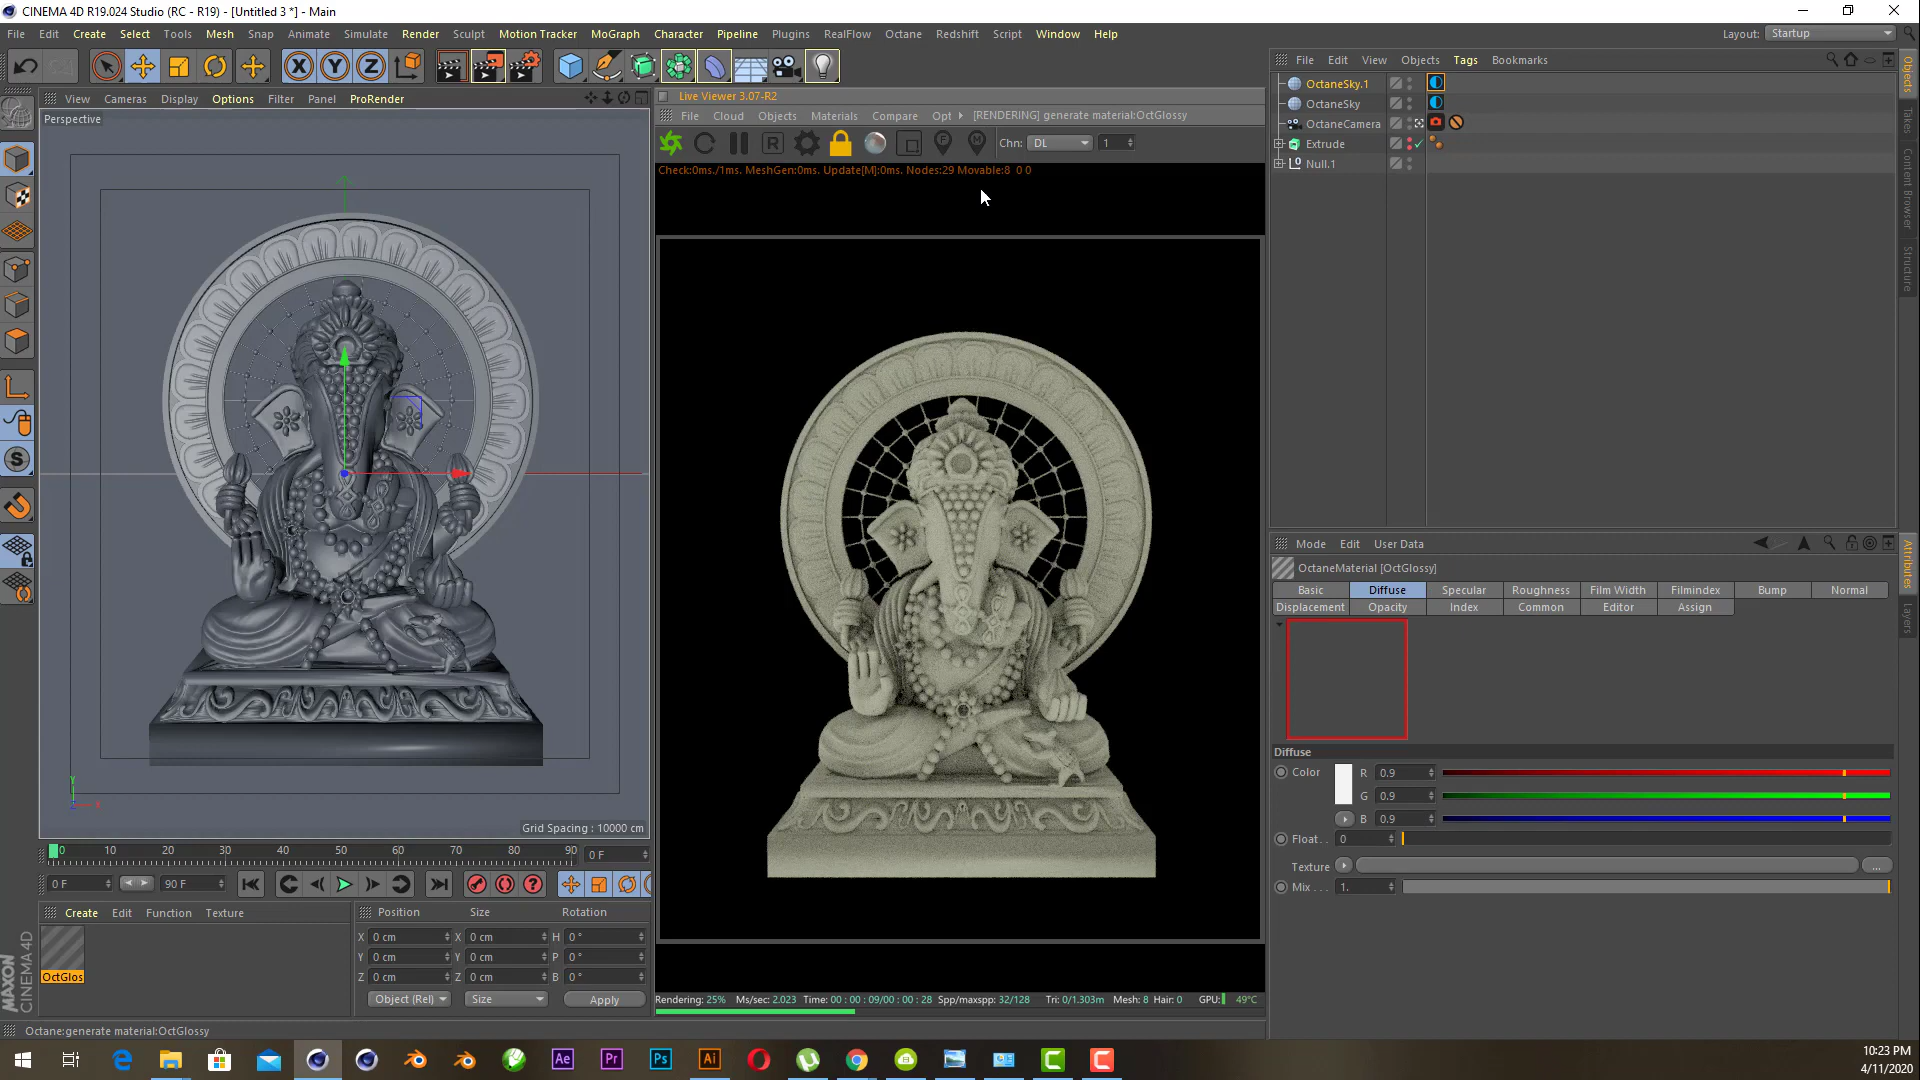 CINEMA 4D R19.024 Studio (RC - R19) - [Untitled 3 *] - Main
File Edit Create Select Tools Mesh Snap Animate Simulate Render Sculpt Motion Tracker MoGraph Character Pipeline Plugins RealFlow Octane Redshift Script Window Help
Layout: Startup
View Cameras Display Options Filter Panel ProRender
Perspective
Grid Spacing : 10000 cm
Live Viewer 3.07-R2
File Cloud Objects Materials Compare Opt [RENDERING] generate material:OctGlossy
Chn: DL 1
Check:0ms./1ms. MeshGen:0ms. Update[M]:0ms. Nodes:29 Movable:8 0 0
Rendering: 25% Ms/sec: 2.023 Time: 00 : 00 : 09/00 : 00 : 28 Spp/maxspp: 32/128 Tri: 0/1.303m Mesh: 8 Hair: 0 GPU: 49°C
File Edit View Objects Tags Bookmarks
OctaneSky.1
OctaneSky
OctaneCamera
Extrude
Null.1
Objects
Takes
Content Browser
Structure
Mode Edit User Data
OctaneMaterial [OctGlossy]
Basic Diffuse Specular Roughness Film Width Filmindex Bump Normal
Displacement Opacity Index Common Editor Assign
Diffuse
Color R 0.9
G 0.9
B 0.9
Float. . 0
Texture ...
Mix . . . 1.
Attributes
Layers
0 10 20 30 40 50 60 70 80 90 0 F
0 F 90 F
Create Edit Function Texture
OctGlos
Position Size Rotation
X 0 cm X 0 cm H 0 °
Y 0 cm Y 0 cm P 0 °
Z 0 cm Z 0 cm B 0 °
Object (Rel) Size Apply
MAXON
CINEMA 4D
Octane:generate material:OctGlossy
10:23 PM
4/11/2020